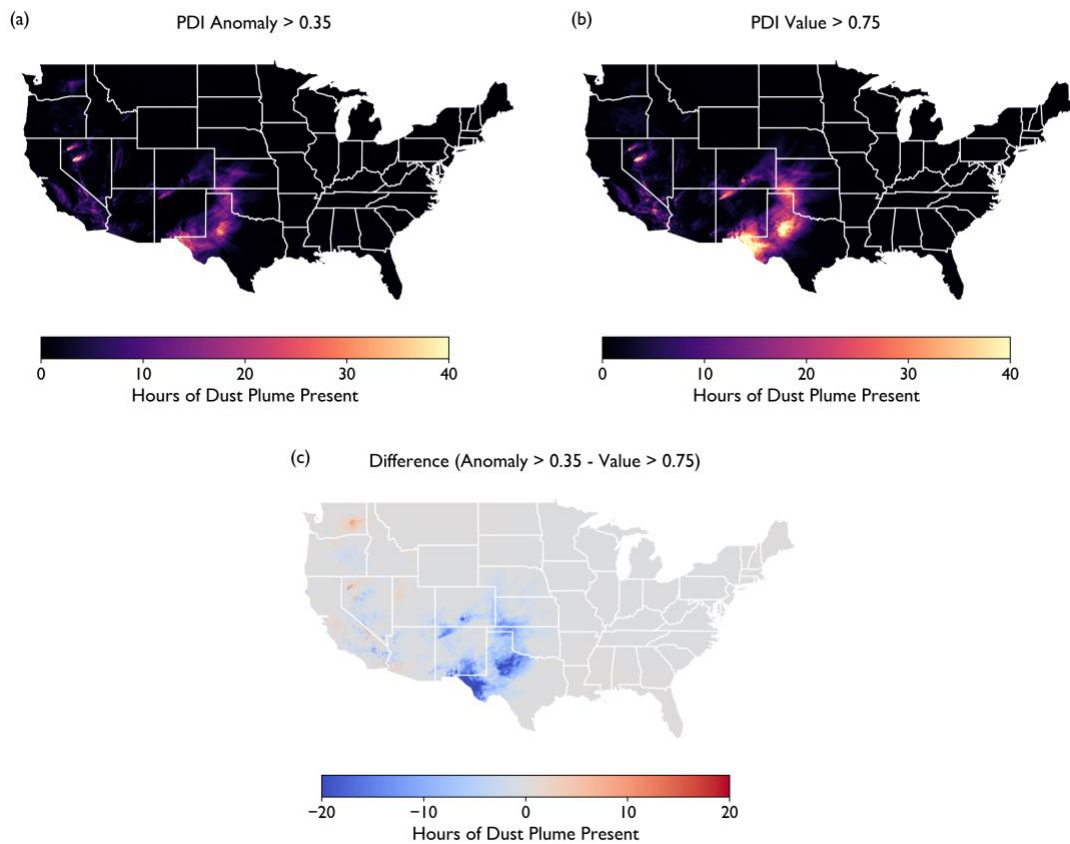 (a) PDI Anomaly > 0.35
(b) PDI Value > 0.75
0 10 20 30 40
Hours of Dust Plume Present
0 10 20 30 40
Hours of Dust Plume Present
(c) Difference (Anomaly > 0.35 - Value > 0.75)
−20 −10 0 10 20
Hours of Dust Plume Present